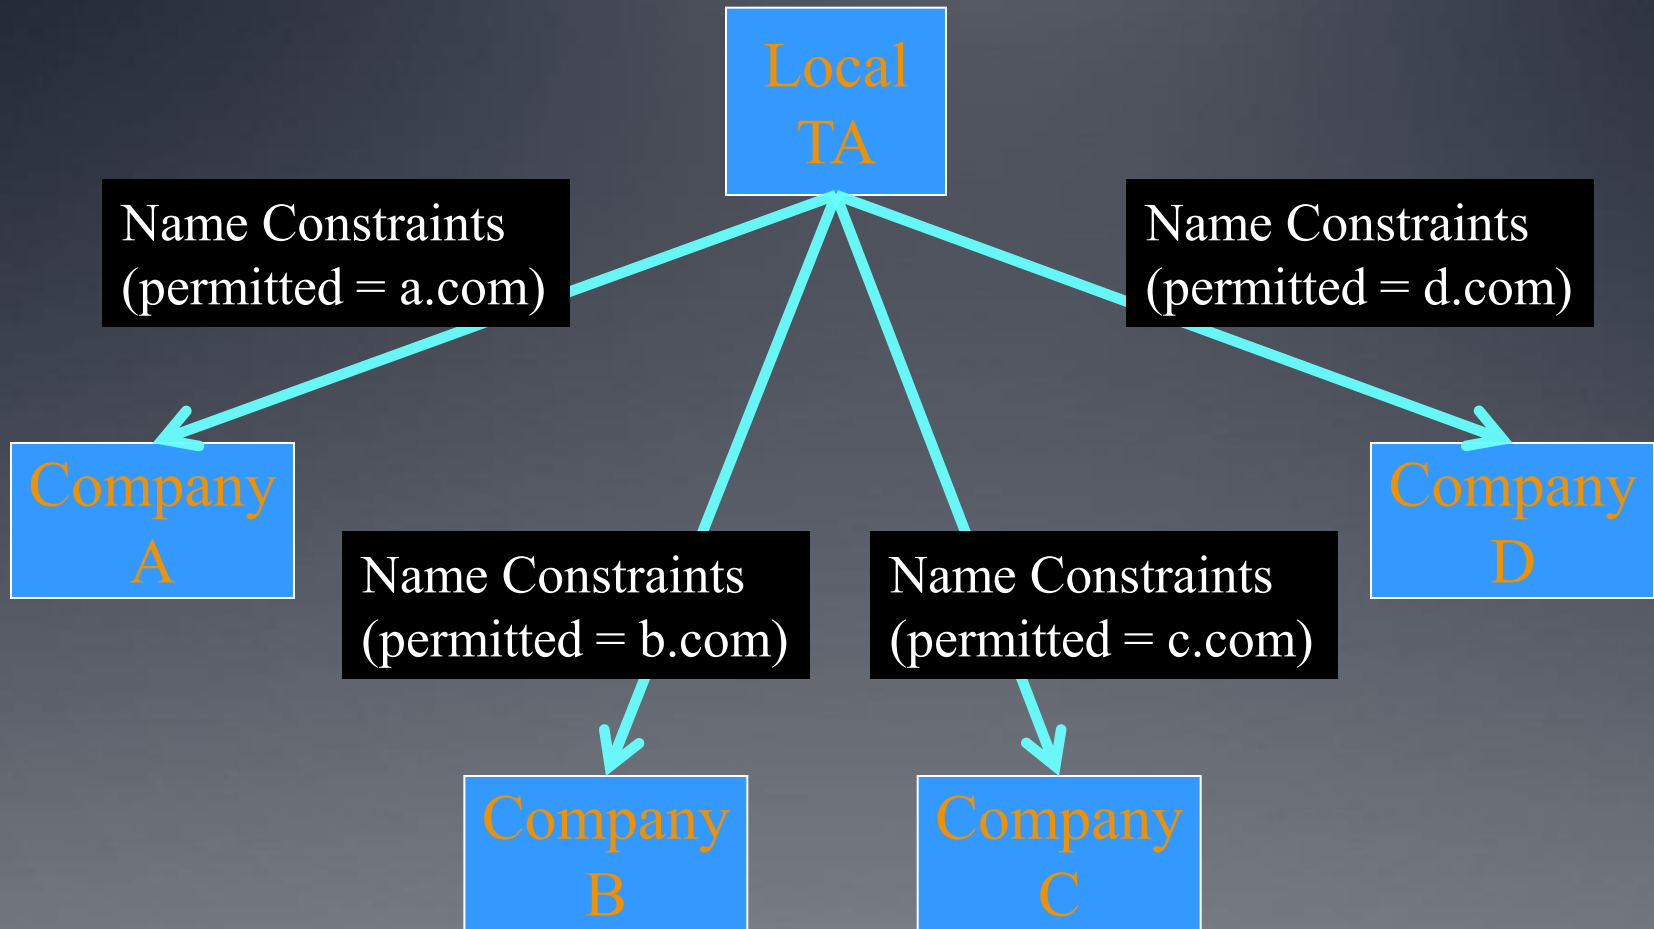 Local
TA
Name Constraints
(permitted = a.com)
Name Constraints
(permitted = d.com)
Company
A
Company
D
Name Constraints
(permitted = b.com)
Name Constraints
(permitted = c.com)
Company
B
Company
C